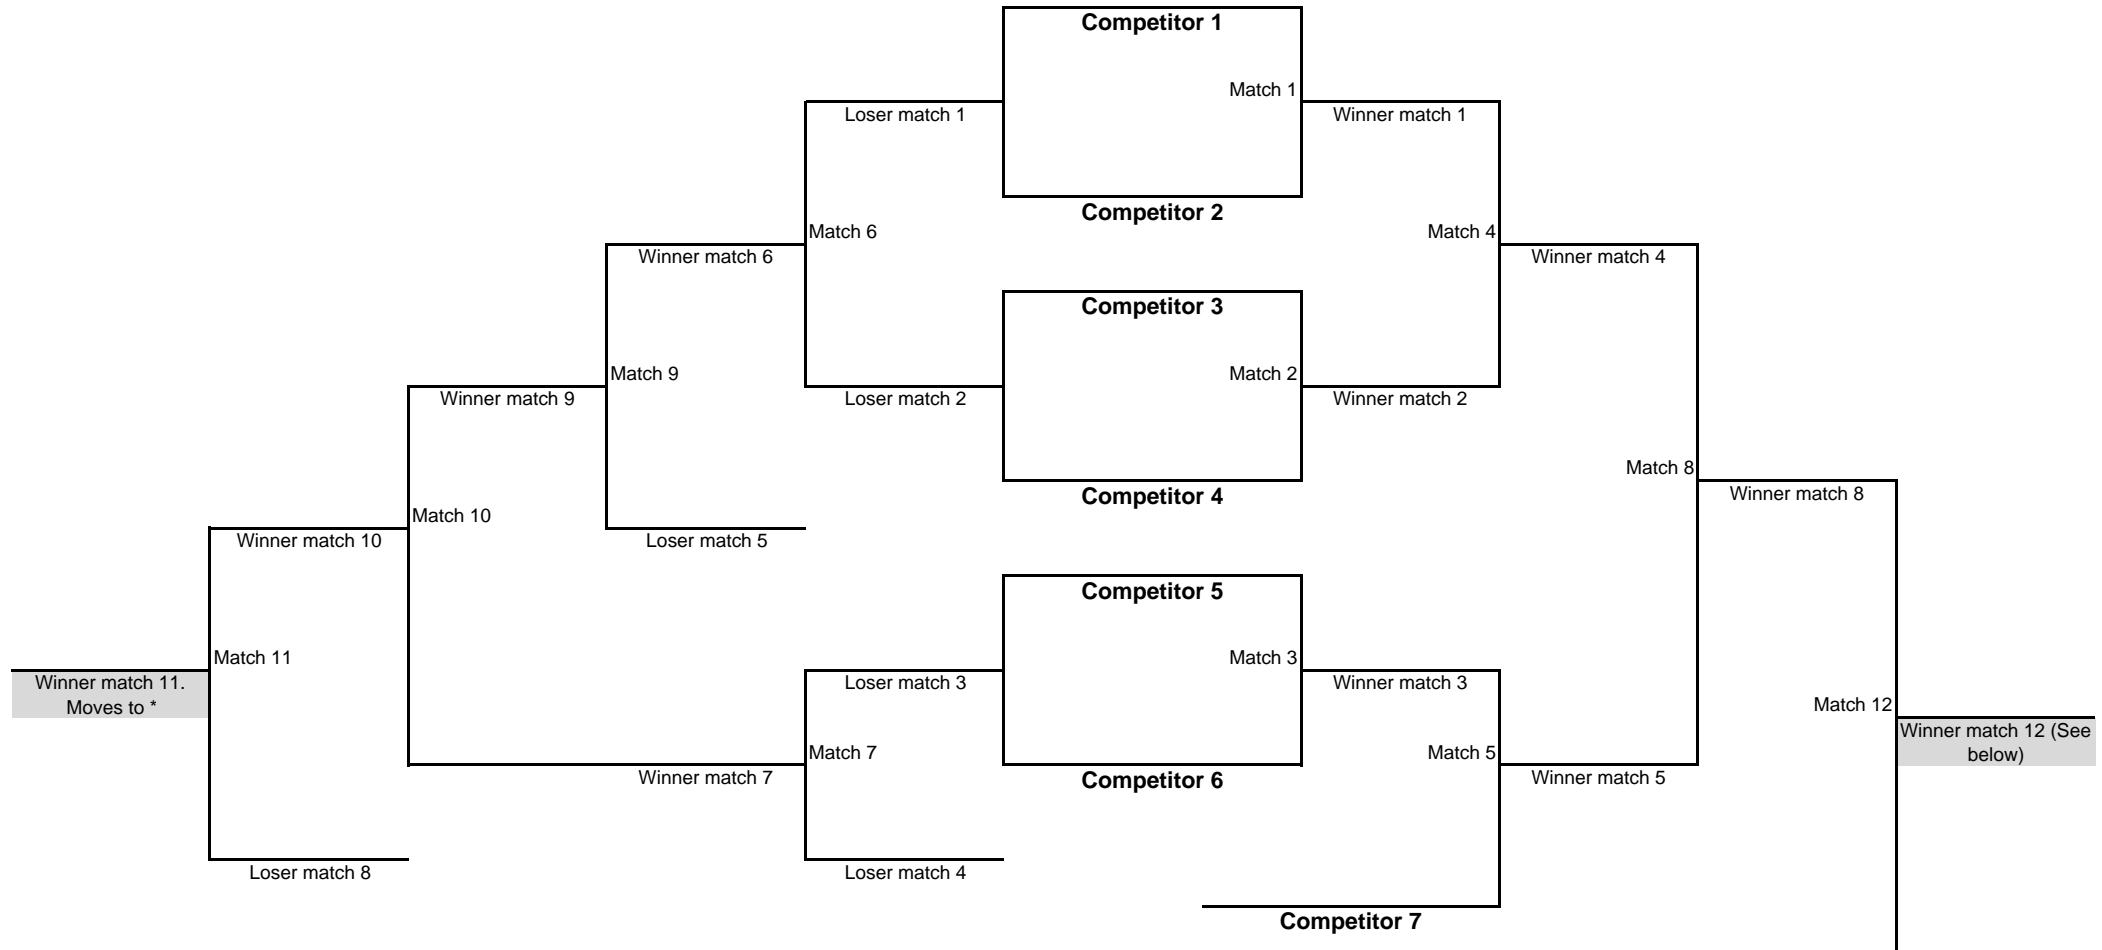 Competitor 1
Match 1
Loser match 1
Winner match 1
Competitor 2
Match 6
Match 4
Winner match 6
Winner match 4
Competitor 3
Match 9
Match 2
Winner match 9
Loser match 2
Winner match 2
Match 8
Competitor 4
Winner match 8
Match 10
Winner match 10
Loser match 5
Competitor 5
Match 11
Match 3
Winner match 11.
Moves to *
Loser match 3
Winner match 3
Match 12
Winner match 12 (See
below)
Match 7
Match 5
Winner match 7
Competitor 6
Winner match 5
Loser match 8
Loser match 4
Competitor 7